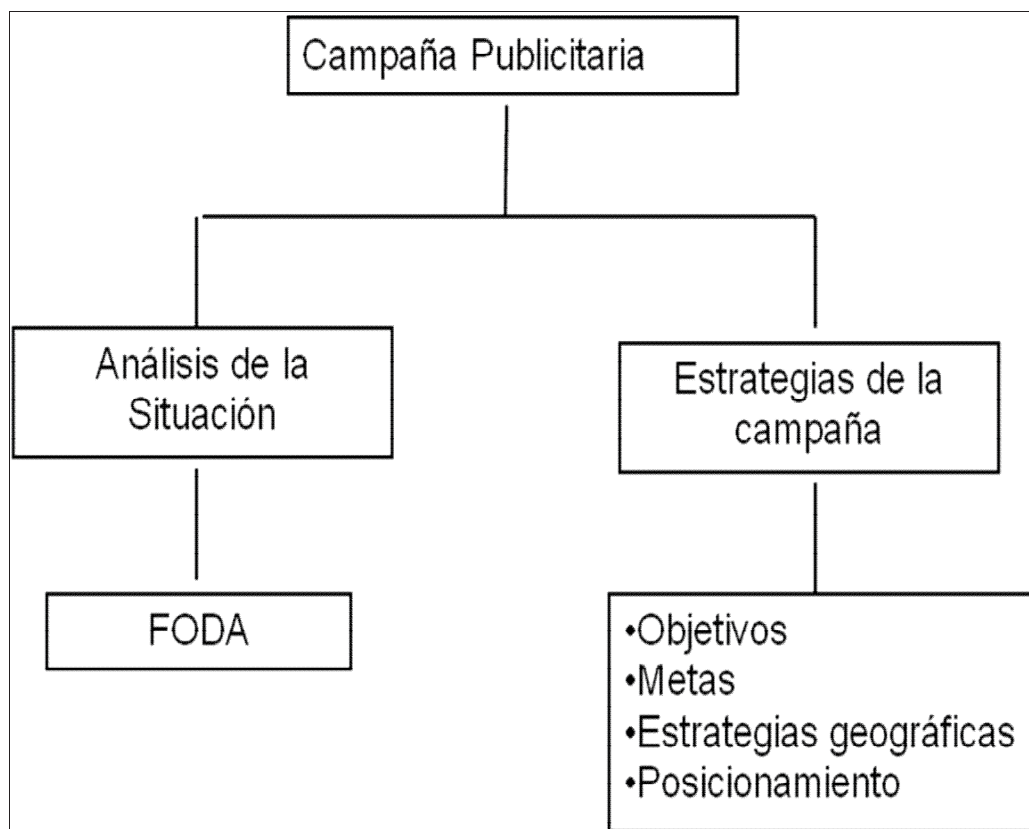 Campaña Publicitaria
Análisis de la
Situación
Estrategias de la
campaña
FODA
•Objetivos
•Metas
•Estrategias geográficas
•Posicionamiento